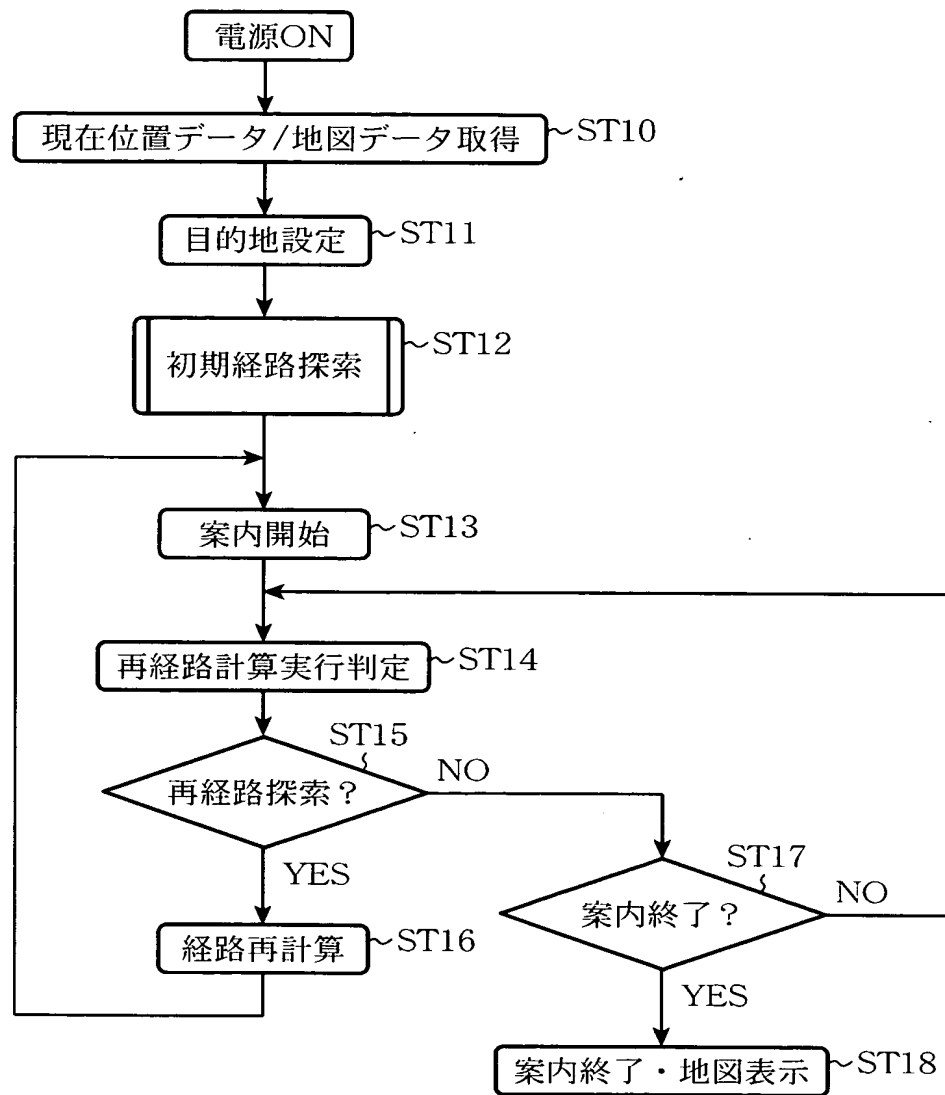 電源ON
現在位置データ/地図データ取得 ST10
目的地設定 ST11
初期経路探索 ST12
案内開始 ST13
再経路計算実行判定 ST14
ST15
再経路探索? NO
YES
経路再計算 ST16
ST17
案内終了? NO
YES
案内終了・地図表示 ST18